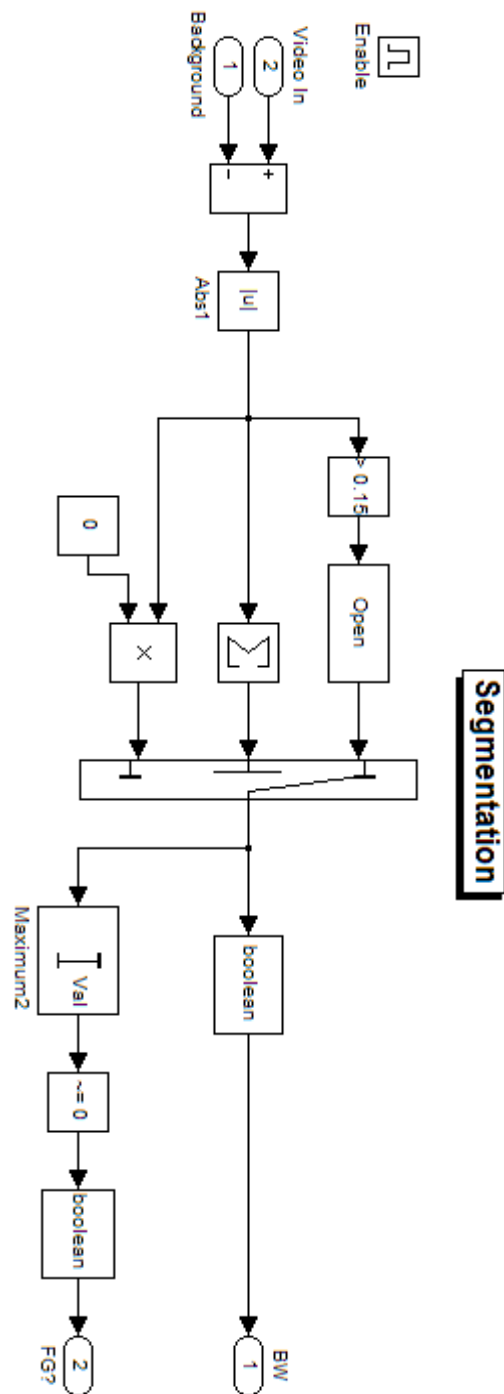 Segmentation
Enable
Video In
2
1
Background
+
-
|u|
Abs1
> 0.15
Open
0
X
Σ
boolean
1
BW
Val
Maximum2
~= 0
boolean
2
FG?